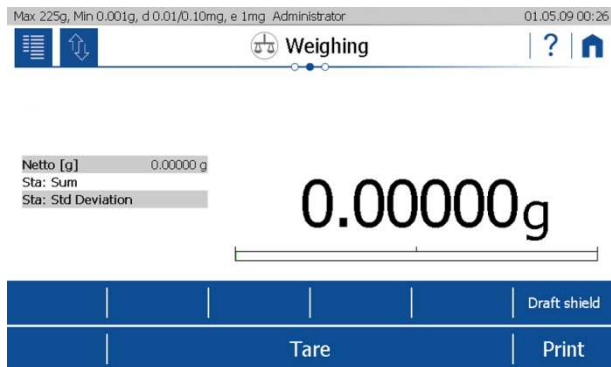 Max 225g, Min 0.001g, d 0.01/0.10mg, e 1mg Administrator 01.05.09 00:26
Weighing ?
Netto [g] 0.00000 g
Sta: Sum
Sta: Std Deviation
0.00000g
Draft shield
Tare Print